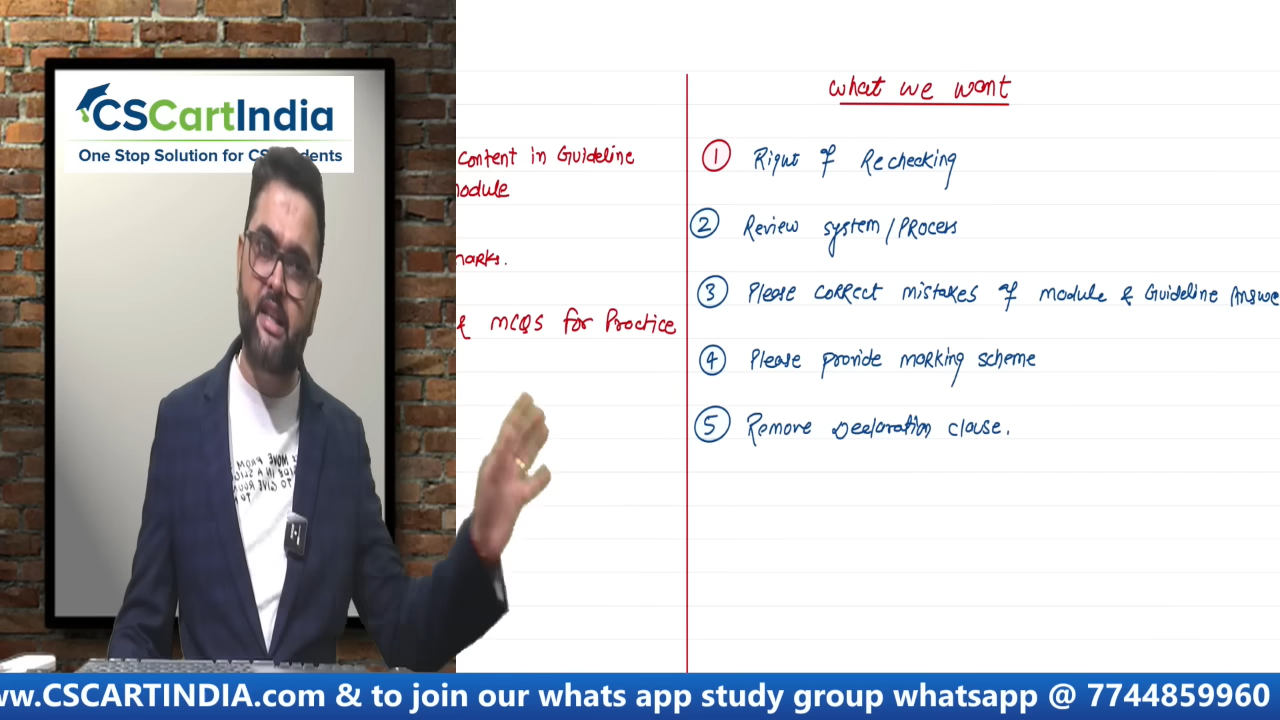 CSCartIndia
One Stop Solution for CS
content in Guideline
module
marks.
& MCQS for Practice
what we want
① Right of Rechecking
② Review system/Process
③ Please correct mistakes of module & Guideline Answe
④ Please provide marking scheme
⑤ Remove Declaration clause.
ww.CSCARTINDIA.com & to join our whats app study group whatsapp @ 7744859960